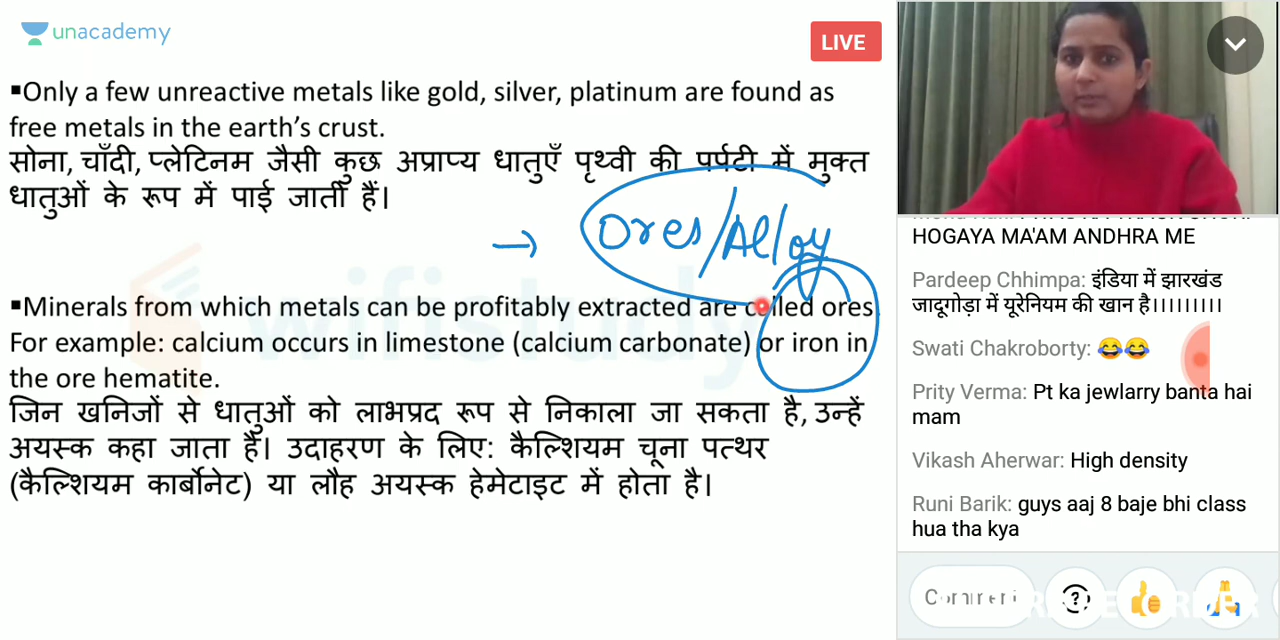 unacademy
LIVE
▪Only a few unreactive metals like gold, silver, platinum are found as
free metals in the earth’s crust.
सोना, चाँदी, प्लेटिनम जैसी कुछ अप्राप्य धातुएँ पृथ्वी की पर्पटी में मुक्त
धातुओं के रूप में पाई जाती हैं।
→ Ores/Alloy
▪Minerals from which metals can be profitably extracted are called ores
For example: calcium occurs in limestone (calcium carbonate) or iron in
the ore hematite.
जिन खनिजों से धातुओं को लाभप्रद रूप से निकाला जा सकता है, उन्हें
अयस्क कहा जाता है। उदाहरण के लिए: कैल्शियम चूना पत्थर
(कैल्शियम कार्बोनेट) या लौह अयस्क हेमेटाइट में होता है।
wifistudy
HOGAYA MA'AM ANDHRA ME
Pardeep Chhimpa: इंडिया में झारखंड
जादूगोड़ा में यूरेनियम की खान है।।।।।।।।।
Swati Chakroborty: 😂😂
Prity Verma: Pt ka jewlarry banta hai
mam
Vikash Aherwar: High density
Runi Barik: guys aaj 8 baje bhi class
hua tha kya
Comment